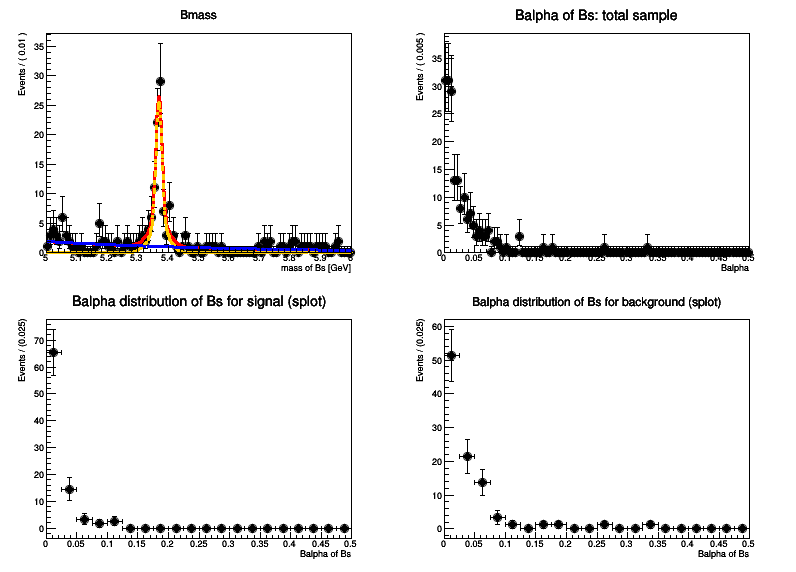 Bmass
Events / ( 0.01 )
35
30
25
20
15
10
5
0
5 5.1 5.2 5.3 5.4 5.5 5.6 5.7 5.8 5.9 6
mass of Bs [GeV]
Balpha of Bs: total sample
Events / ( 0.005 )
35
30
25
20
15
10
5
0
0 0.05 0.1 0.15 0.2 0.25 0.3 0.35 0.4 0.45 0.5
Balpha
Balpha distribution of Bs for signal (splot)
Events / (0.025)
70
60
50
40
30
20
10
0
0 0.05 0.1 0.15 0.2 0.25 0.3 0.35 0.4 0.45 0.5
Balpha of Bs
Balpha distribution of Bs for background (splot)
Events / (0.025)
60
50
40
30
20
10
0
0 0.05 0.1 0.15 0.2 0.25 0.3 0.35 0.4 0.45 0.5
Balpha of Bs